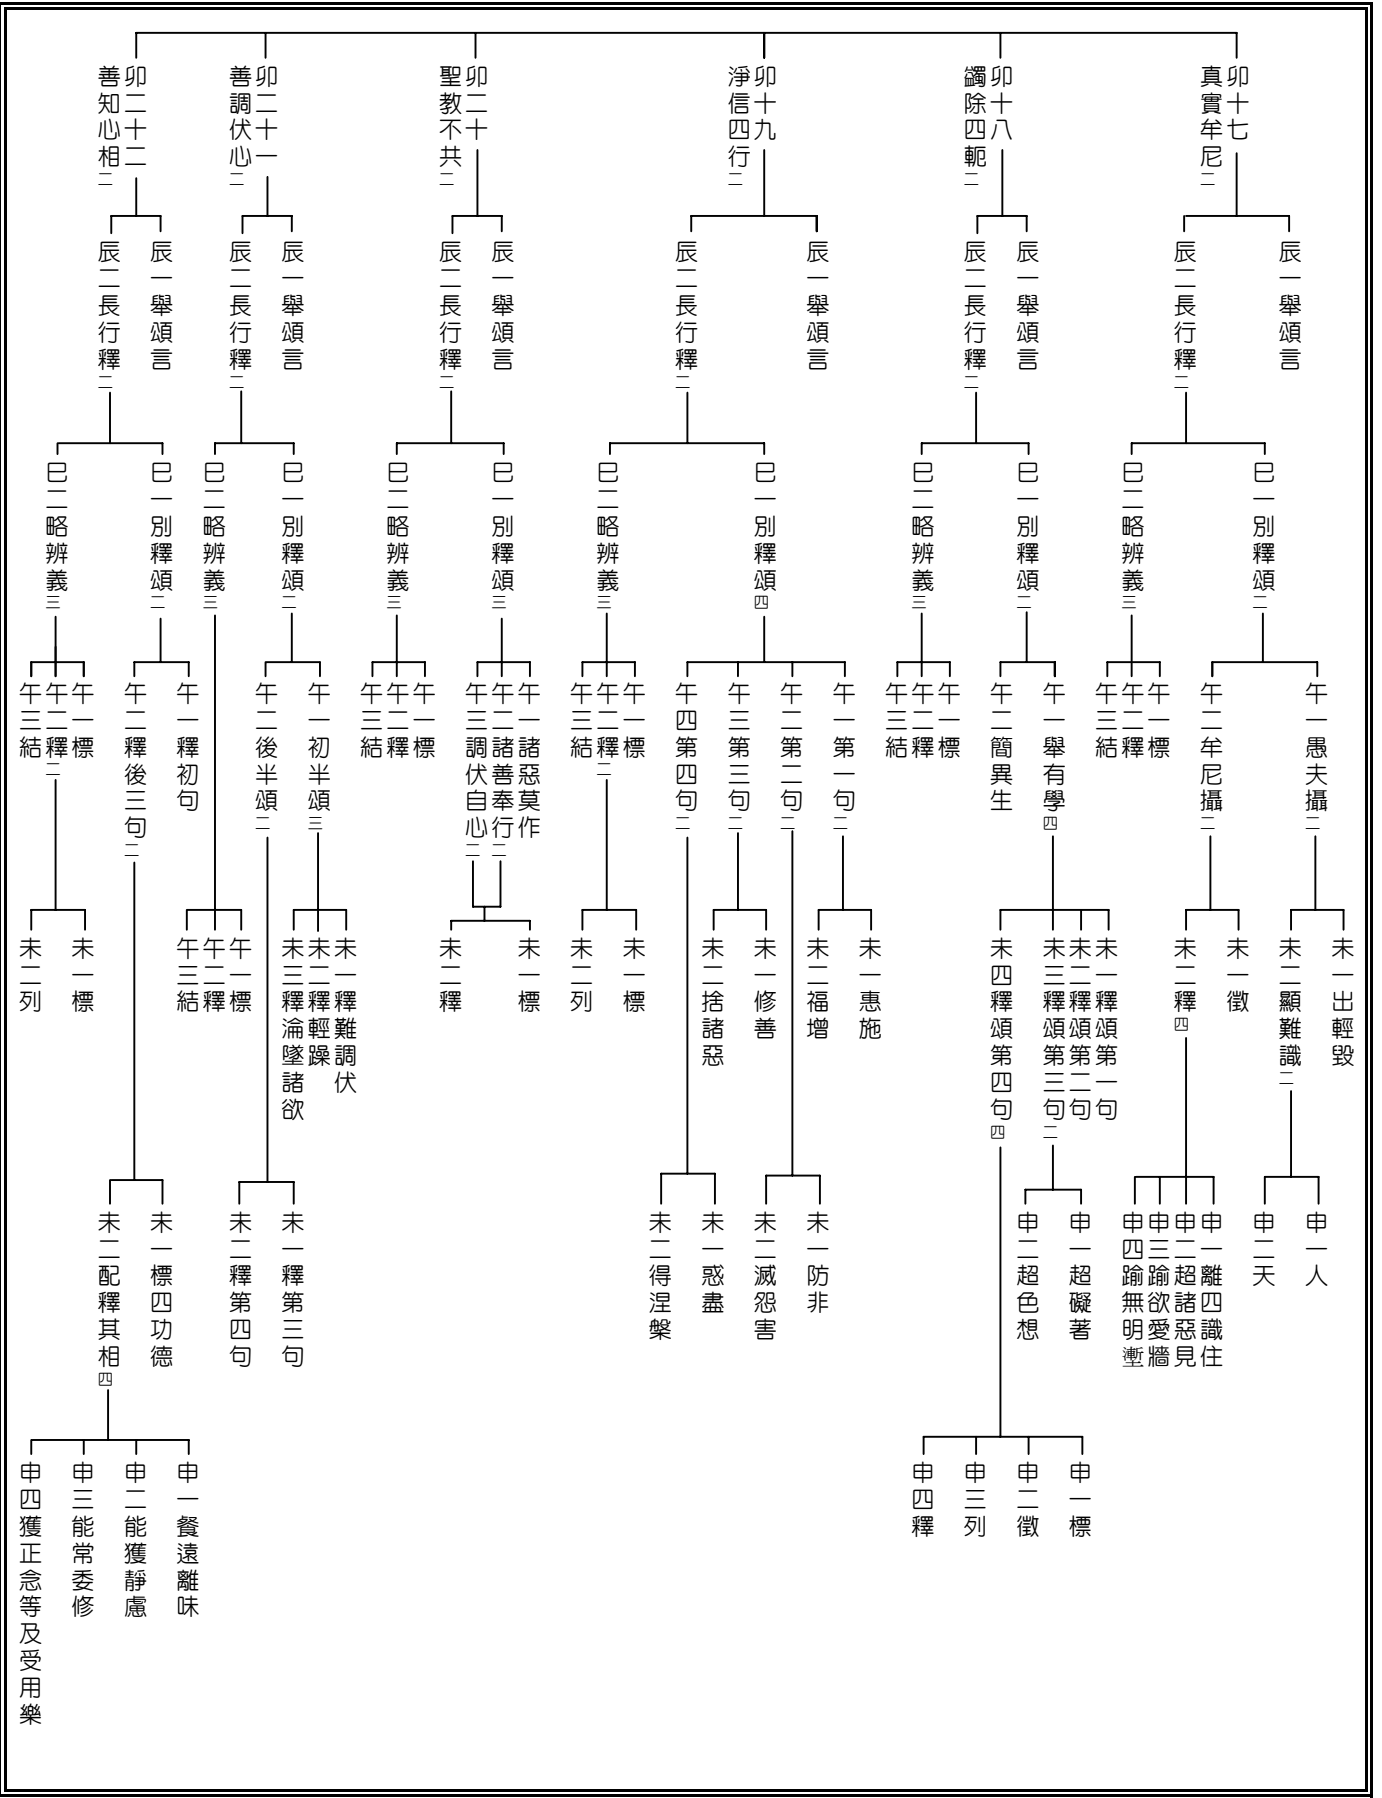 卯十七
真實牟尼二
卯十八
蠲除四軛二
卯十九
淨信四行二
卯二十
聖教不共二
卯二十一
善調伏心二
卯二十二
善知心相二
辰一舉頌言
辰二長行釋二
辰一舉頌言
辰二長行釋二
辰一舉頌言
辰二長行釋二
辰一舉頌言
辰二長行釋二
辰一舉頌言
辰二長行釋二
辰一舉頌言
辰二長行釋二
巳一別釋頌二
巳二略辨義三
巳一別釋頌二
巳二略辨義三
巳一別釋頌四
巳二略辨義三
巳一別釋頌三
巳二略辨義三
巳一別釋頌二
巳二略辨義三
巳一別釋頌二
巳二略辨義三
午一愚夫攝二
午二牟尼攝二
午一標
午二釋
午三結
午一舉有學四
午二簡異生
午一標
午二釋
午三結
午一第一句二
午二第二句二
午三第三句二
午四第四句二
午一標
午二釋二
午三結
午一諸惡莫作
午二諸善奉行二
午三調伏自心二
午一標
午二釋
午三結
午一初半頌三
午二後半頌二
午一釋初句
午二釋後三句二
午一標
午二釋二
午三結
未一出輕毀
未二顯難識二
未一徵
未二釋四
未一釋頌第一句
未二釋頌第二句
未三釋頌第三句二
未四釋頌第四句四
未一惠施
未二福增
未一修善
未二捨諸惡
未一標
未二列
未一標
未二釋
未一釋難調伏
未二釋輕躁
未三釋淪墜諸欲
午一標
午二釋
午三結
未一標
未二列
申一人
申二天
申一離四識住
申二超諸惡見
申三踰欲愛牆
申四踰無明塹
申一超礙著
申二超色想
未一防非
未二滅怨害
未一惑盡
未二得涅槃
未一釋第三句
未二釋第四句
未一標四功德
未二配釋其相四
申一標
申二徵
申三列
申四釋
申一餐遠離味
申二能獲靜慮
申三能常委修
申四獲正念等及受用樂